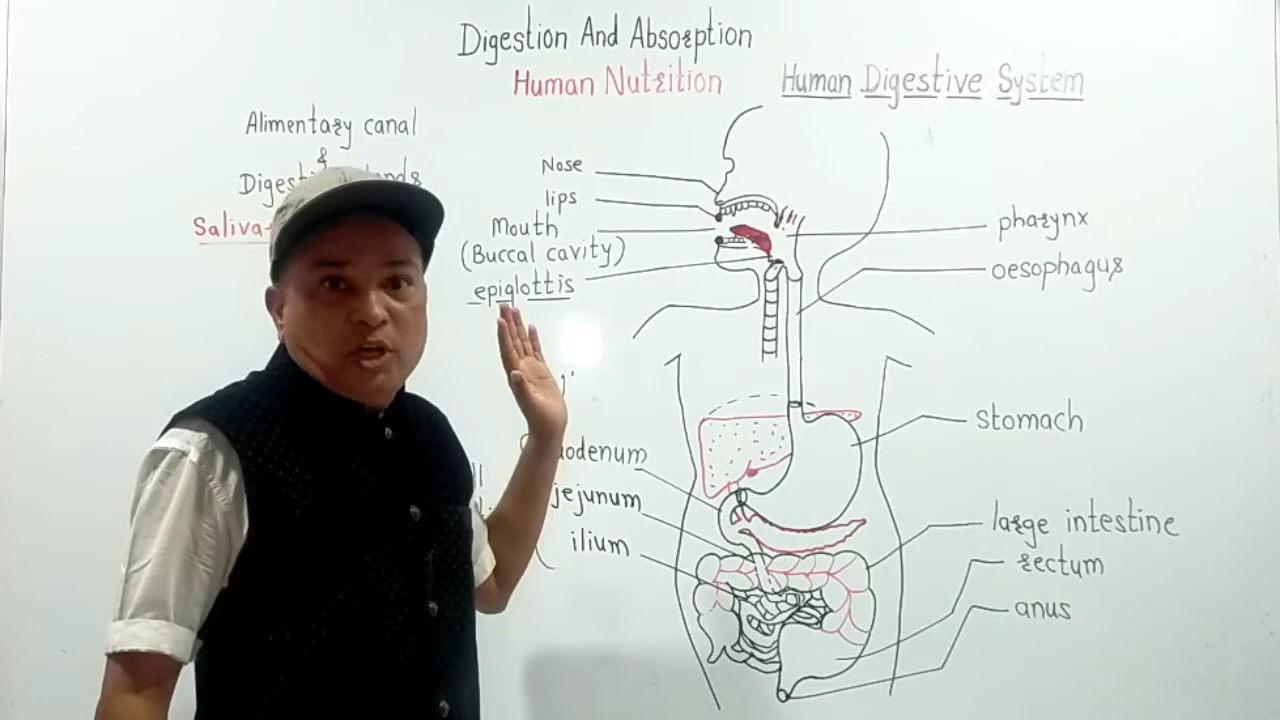 Digestion And Absorption
Human Nutrition
Human Digestive System
Alimentary canal
&
Nose
lips
Mouth
(Buccal cavity)
epiglottis
jejunum
ilium
pharynx
oesophagus
stomach
large intestine
rectum
anus